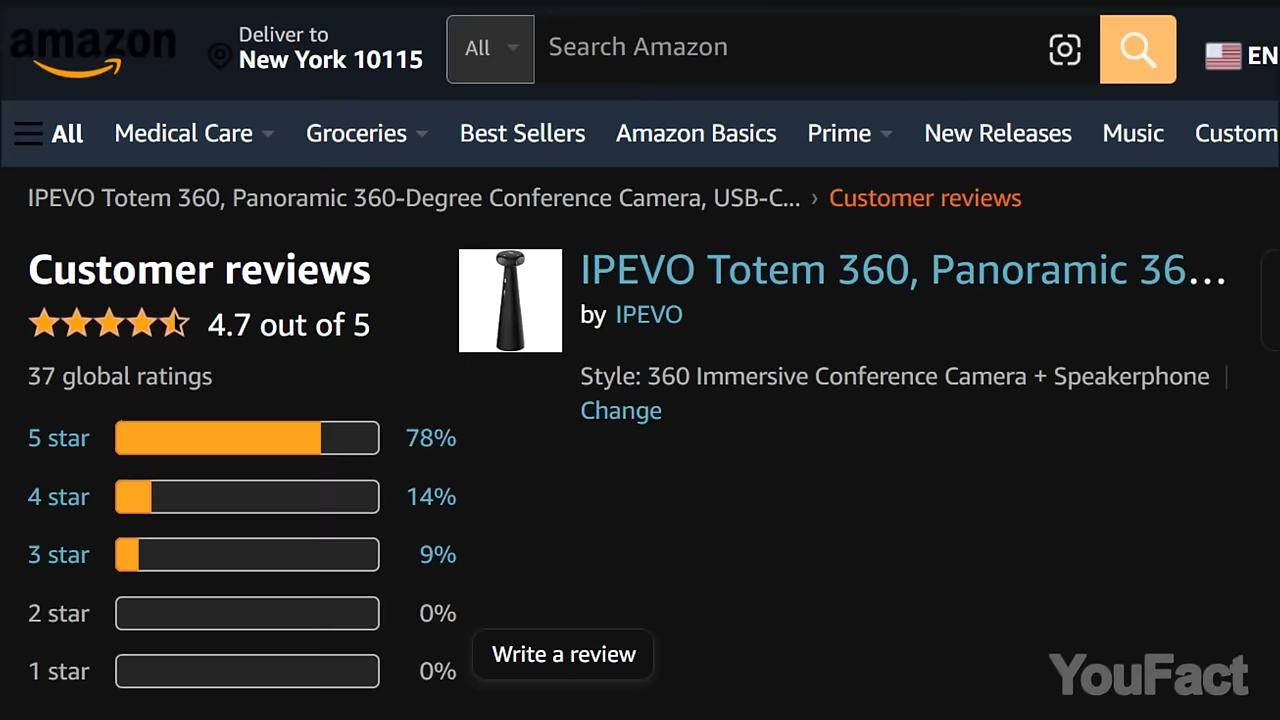 amazon
Deliver to
New York 10115
All
Search Amazon
EN
All
Medical Care
Groceries
Best Sellers
Amazon Basics
Prime
New Releases
Music
Custom
IPEVO Totem 360, Panoramic 360-Degree Conference Camera, USB-C... › Customer reviews
Customer reviews
4.7 out of 5
37 global ratings
5 star 78%
4 star 14%
3 star 9%
2 star 0%
1 star 0%
IPEVO Totem 360, Panoramic 36...
by IPEVO
Style: 360 Immersive Conference Camera + Speakerphone |
Change
Write a review
YouFact